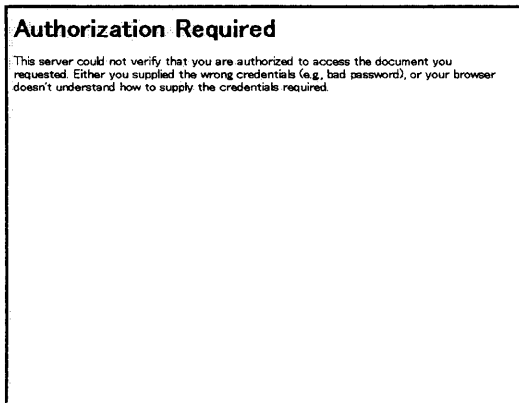 Authorization Required
This server could not verify that you are authorized to access the document you
requested. Either you supplied the wrong credentials (e.g., bad password), or your browser
doesn't understand how to supply the credentials required.